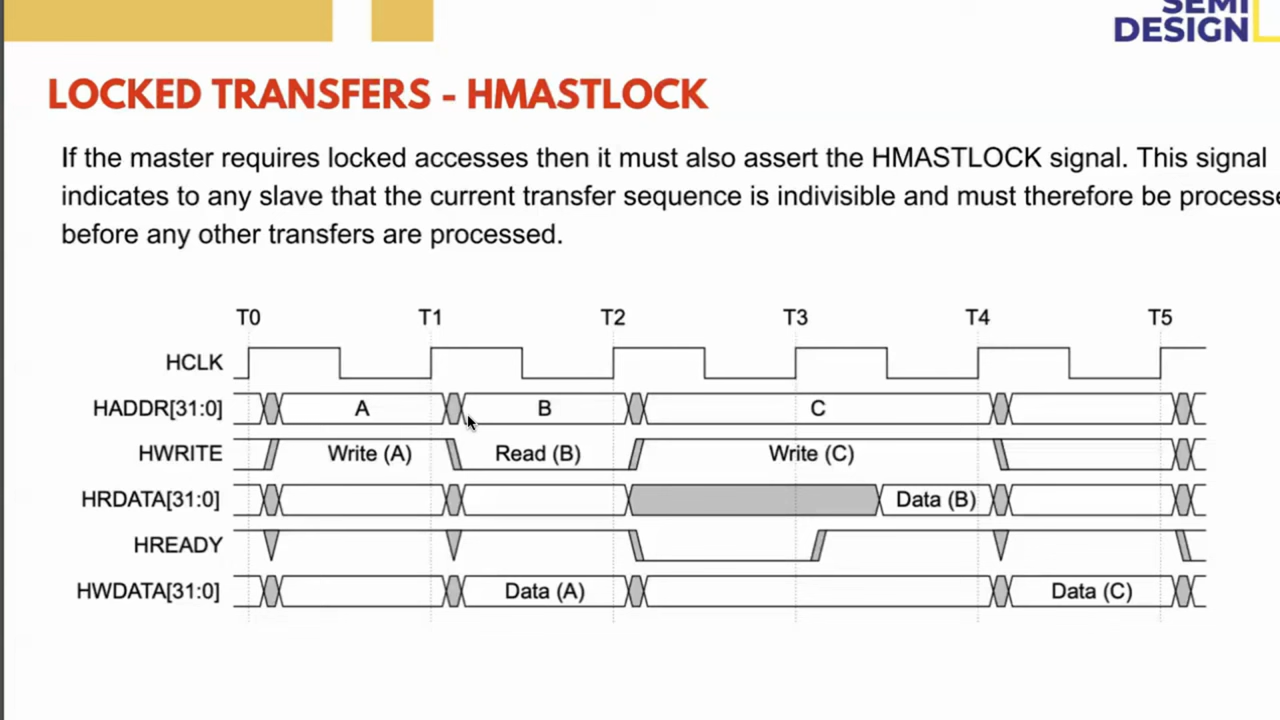 SEMI
DESIGN
LOCKED TRANSFERS - HMASTLOCK
If the master requires locked accesses then it must also assert the HMASTLOCK signal. This signal
indicates to any slave that the current transfer sequence is indivisible and must therefore be processe
before any other transfers are processed.
T0 T1 T2 T3 T4 T5
HCLK
HADDR[31:0] A B C
HWRITE Write (A) Read (B) Write (C)
HRDATA[31:0] Data (B)
HREADY
HWDATA[31:0] Data (A) Data (C)